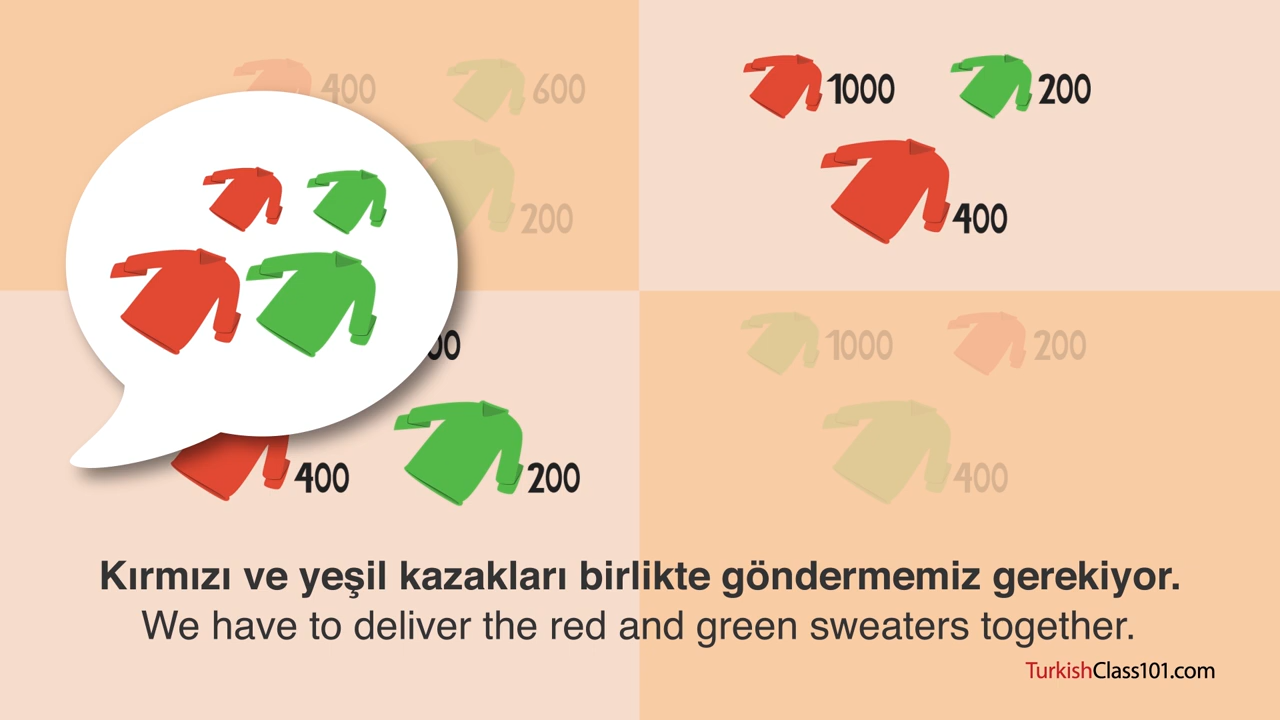 400 600
1000 200
200
400
1000 200
400 200
400
Kırmızı ve yeşil kazakları birlikte göndermemiz gerekiyor.
We have to deliver the red and green sweaters together.
TurkishClass101.com